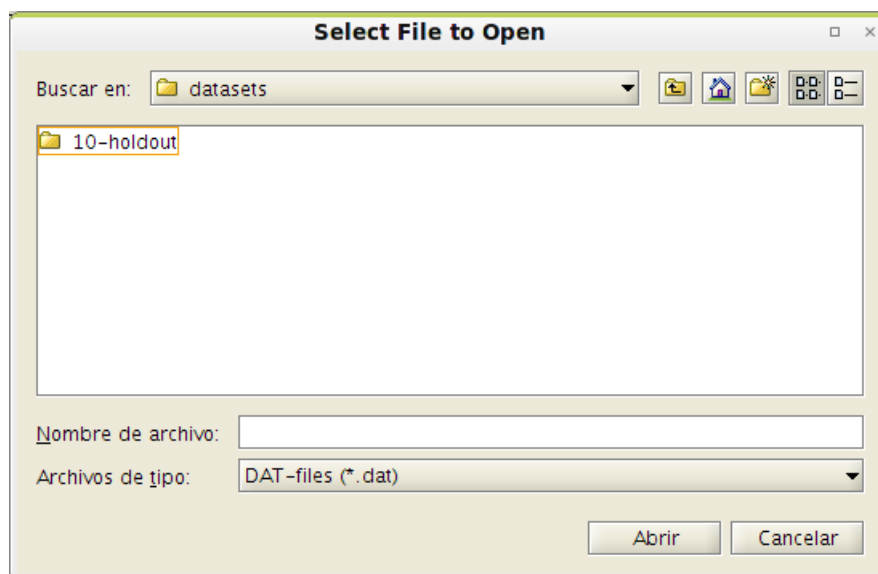 Select File to Open
Buscar en: datasets
10-holdout
Nombre de archivo:
Archivos de tipo: DAT-files (*.dat)
Abrir Cancelar